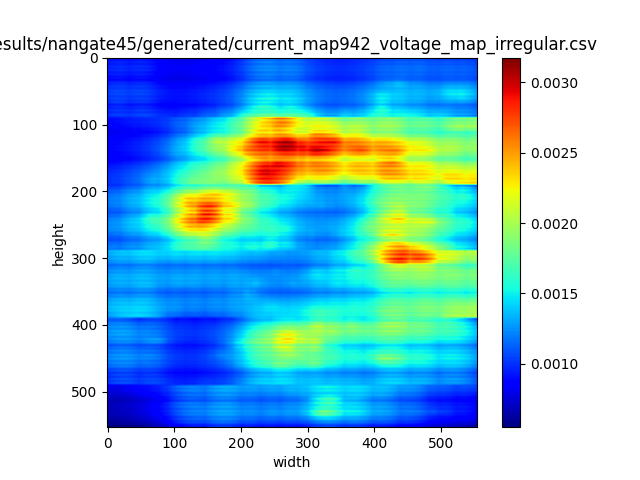 esults/nangate45/generated/current_map942_voltage_map_irregular.csv
0
100
200
300
400
500
height
0 100 200 300 400 500
width
0.0030
0.0025
0.0020
0.0015
0.0010